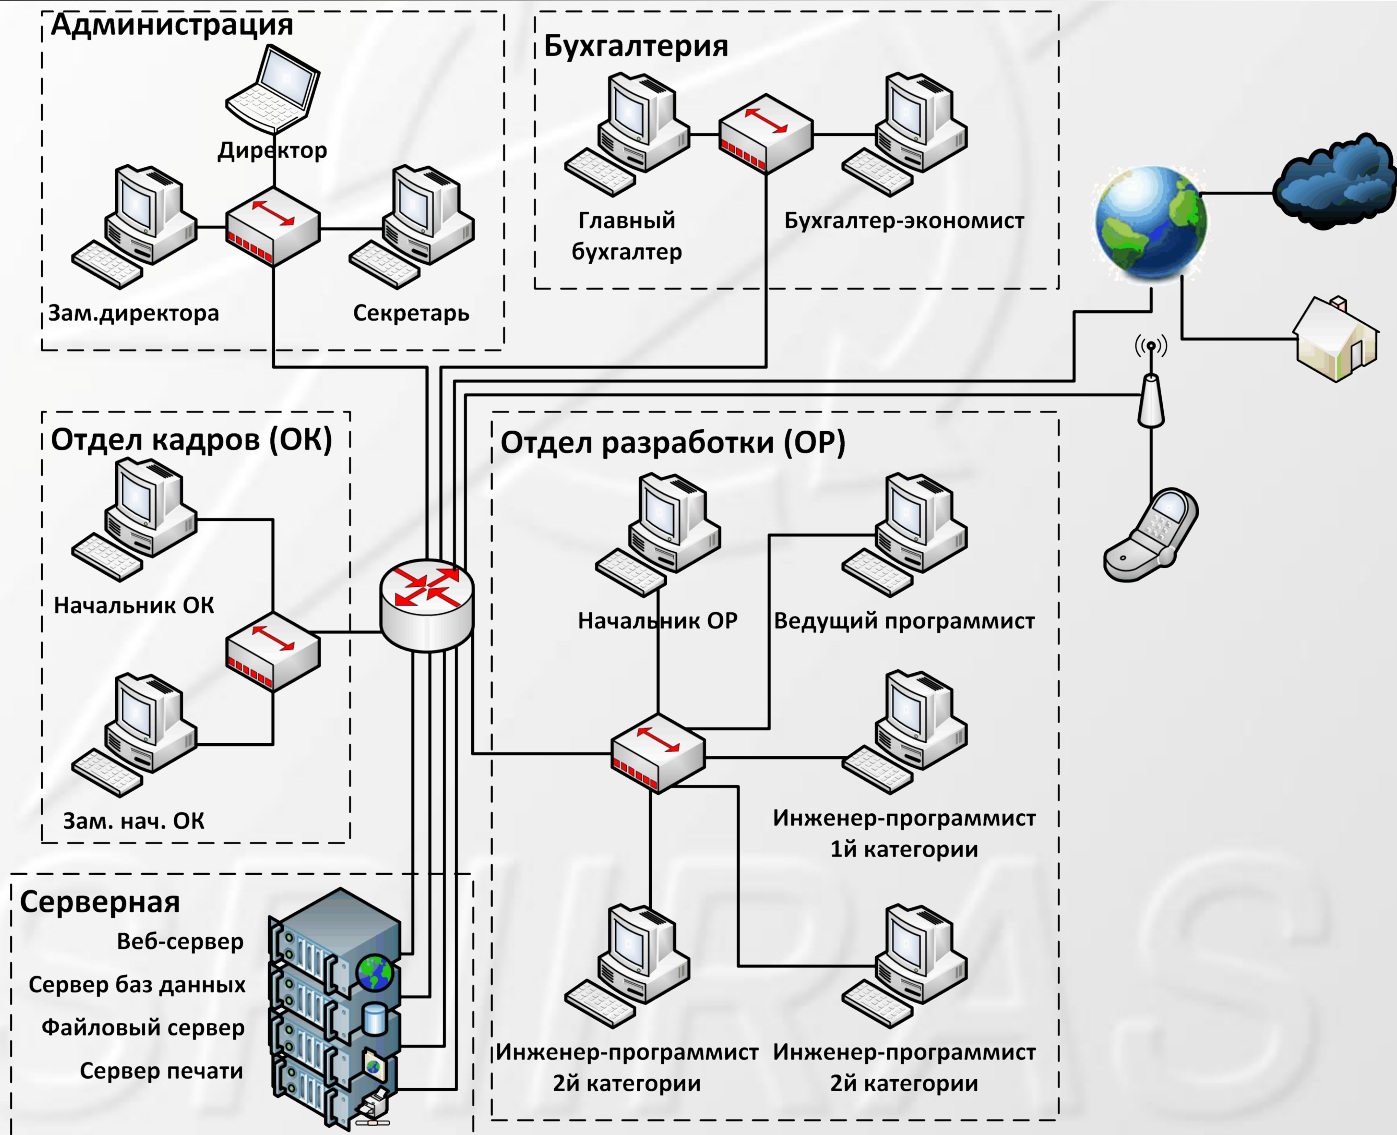 Администрация
Директор
Зам.директора
Секретарь
Бухгалтерия
Главный
бухгалтер
Бухгалтер-экономист
Отдел кадров (ОК)
Начальник ОК
Зам. нач. ОК
Отдел разработки (ОР)
Начальник ОР
Ведущий программист
Инженер-программист
1й категории
Инженер-программист
2й категории
Инженер-программист
2й категории
Серверная
Веб-сервер
Сервер баз данных
Файловый сервер
Сервер печати
SPIIRAS